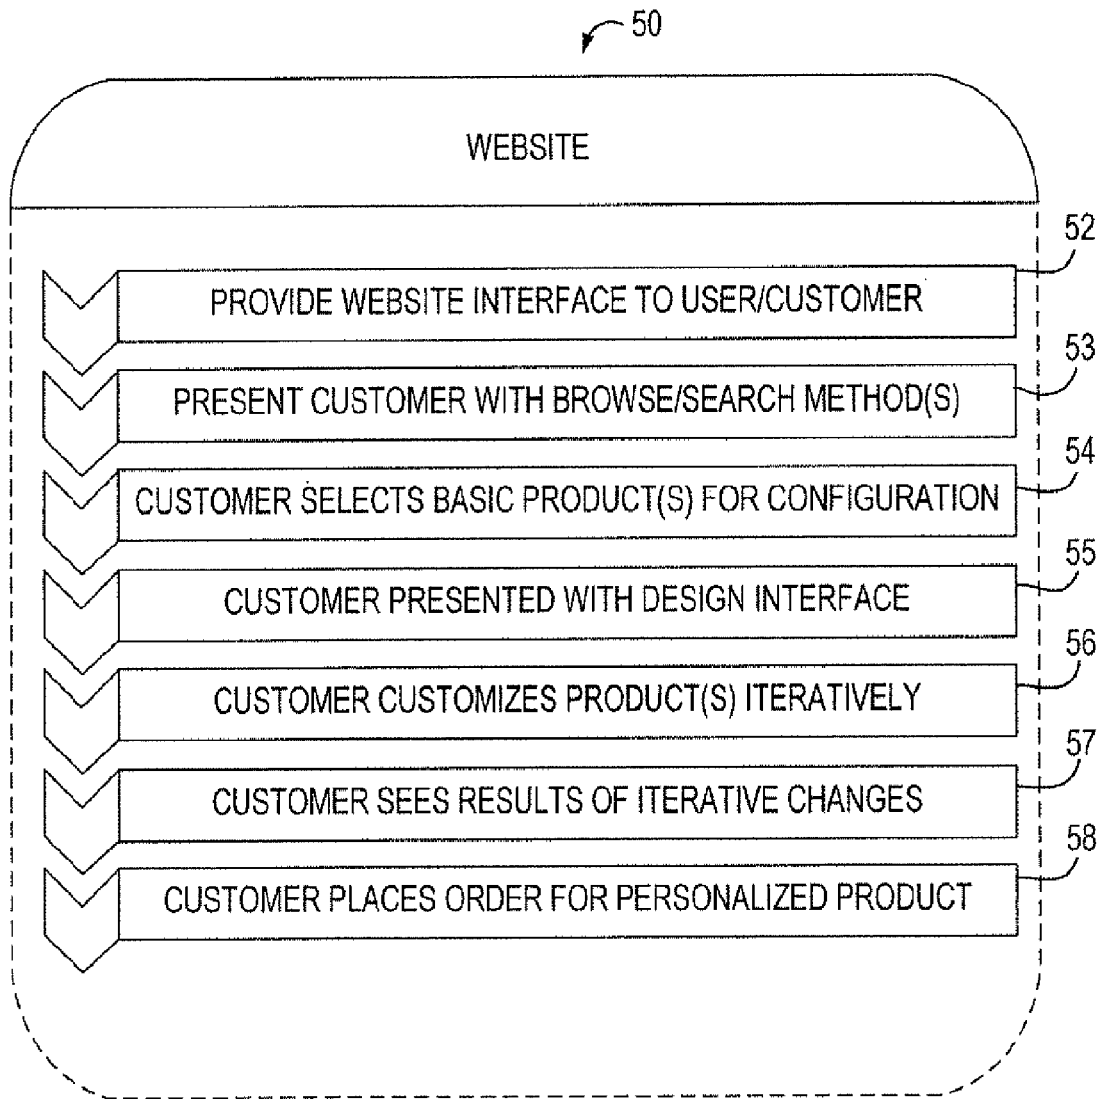 50
WEBSITE
52
PROVIDE WEBSITE INTERFACE TO USER/CUSTOMER
53
PRESENT CUSTOMER WITH BROWSE/SEARCH METHOD(S)
54
CUSTOMER SELECTS BASIC PRODUCT(S) FOR CONFIGURATION
55
CUSTOMER PRESENTED WITH DESIGN INTERFACE
56
CUSTOMER CUSTOMIZES PRODUCT(S) ITERATIVELY
57
CUSTOMER SEES RESULTS OF ITERATIVE CHANGES
58
CUSTOMER PLACES ORDER FOR PERSONALIZED PRODUCT